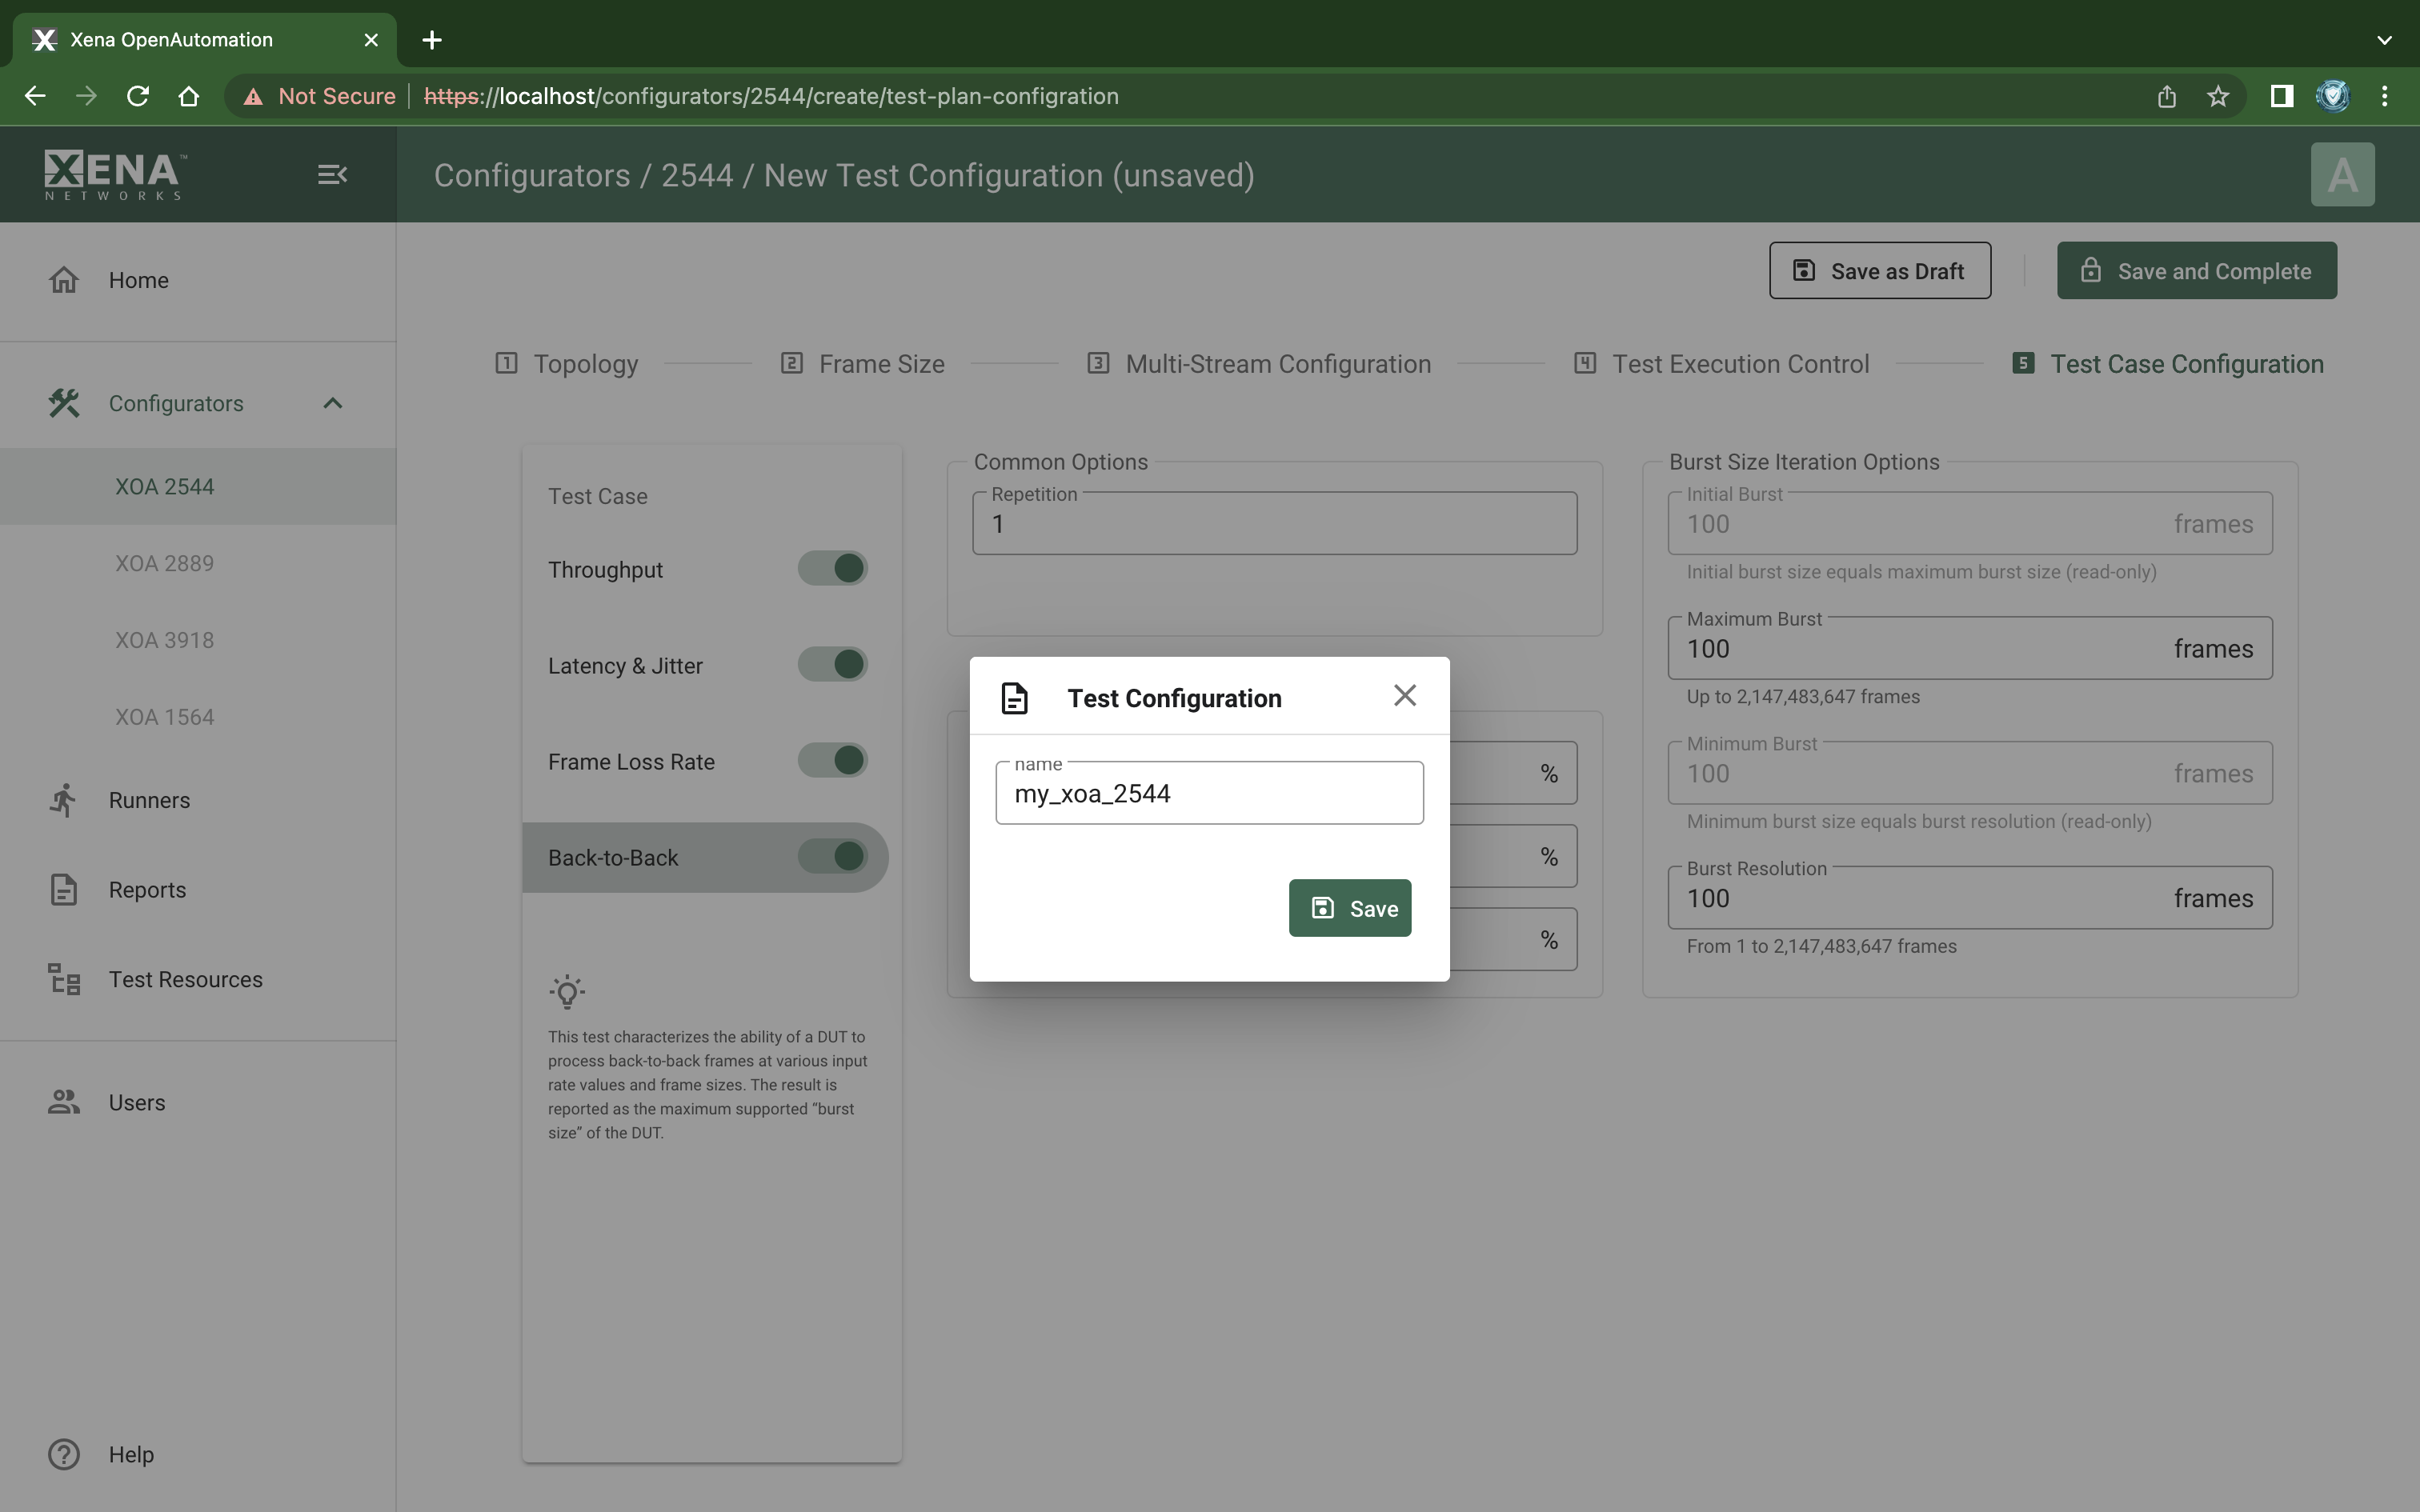 Xena OpenAutomation
Not Secure https://localhost/configurators/2544/create/test-plan-configration
XENA™
NETWORKS
Configurators / 2544 / New Test Configuration (unsaved)
A
Home
Configurators
XOA 2544
XOA 2889
XOA 3918
XOA 1564
Runners
Reports
Test Resources
Users
Help
Save as Draft
Save and Complete
1 Topology
2 Frame Size
3 Multi-Stream Configuration
4 Test Execution Control
5 Test Case Configuration
Test Case
Throughput
Latency & Jitter
Frame Loss Rate
Back-to-Back
This test characterizes the ability of a DUT to
process back-to-back frames at various input
rate values and frame sizes. The result is
reported as the maximum supported “burst
size” of the DUT.
Common Options
Repetition
1
%
%
%
Test Configuration
name
my_xoa_2544
Save
Burst Size Iteration Options
Initial Burst
100 frames
Initial burst size equals maximum burst size (read-only)
Maximum Burst
100 frames
Up to 2,147,483,647 frames
Minimum Burst
100 frames
Minimum burst size equals burst resolution (read-only)
Burst Resolution
100 frames
From 1 to 2,147,483,647 frames